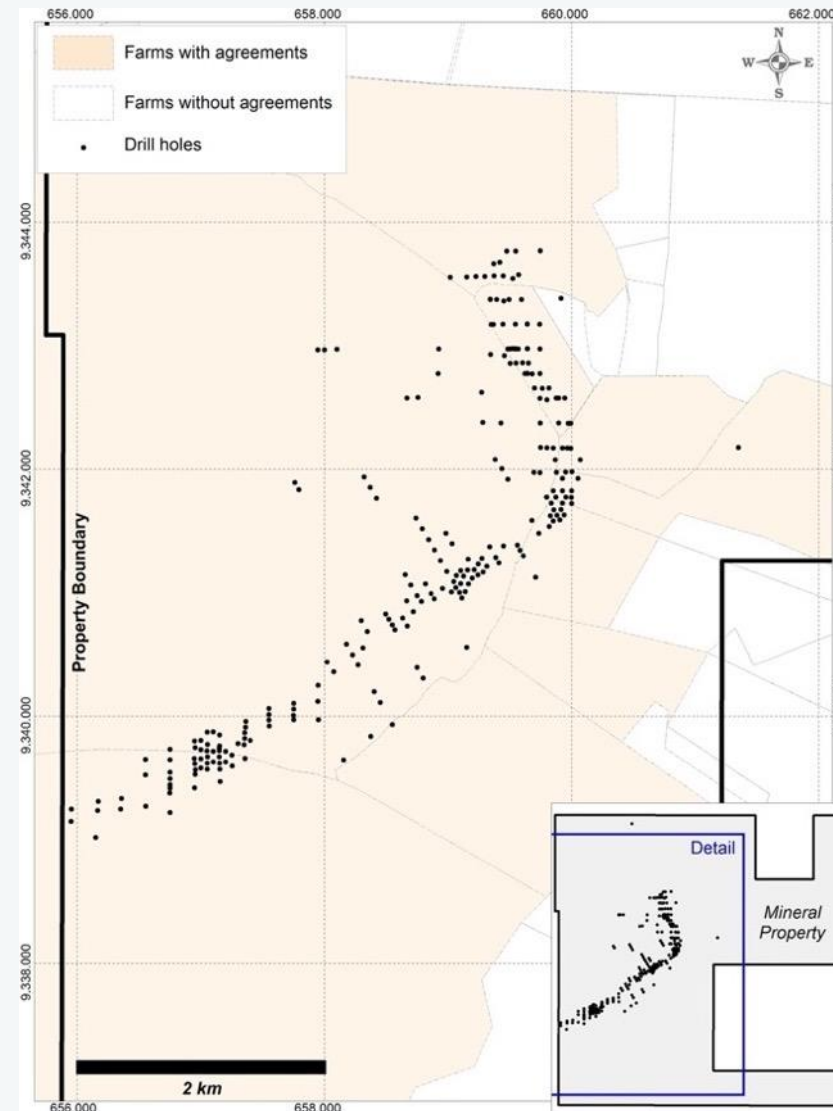 656.000 658.000 660.000 662.000
Farms with agreements
Farms without agreements
Drill holes
N
W E
S
9.344.000
9.342.000
Property Boundary
9.340.000
9.338.000
Detail
Mineral
Property
2 km
656.000 658.000